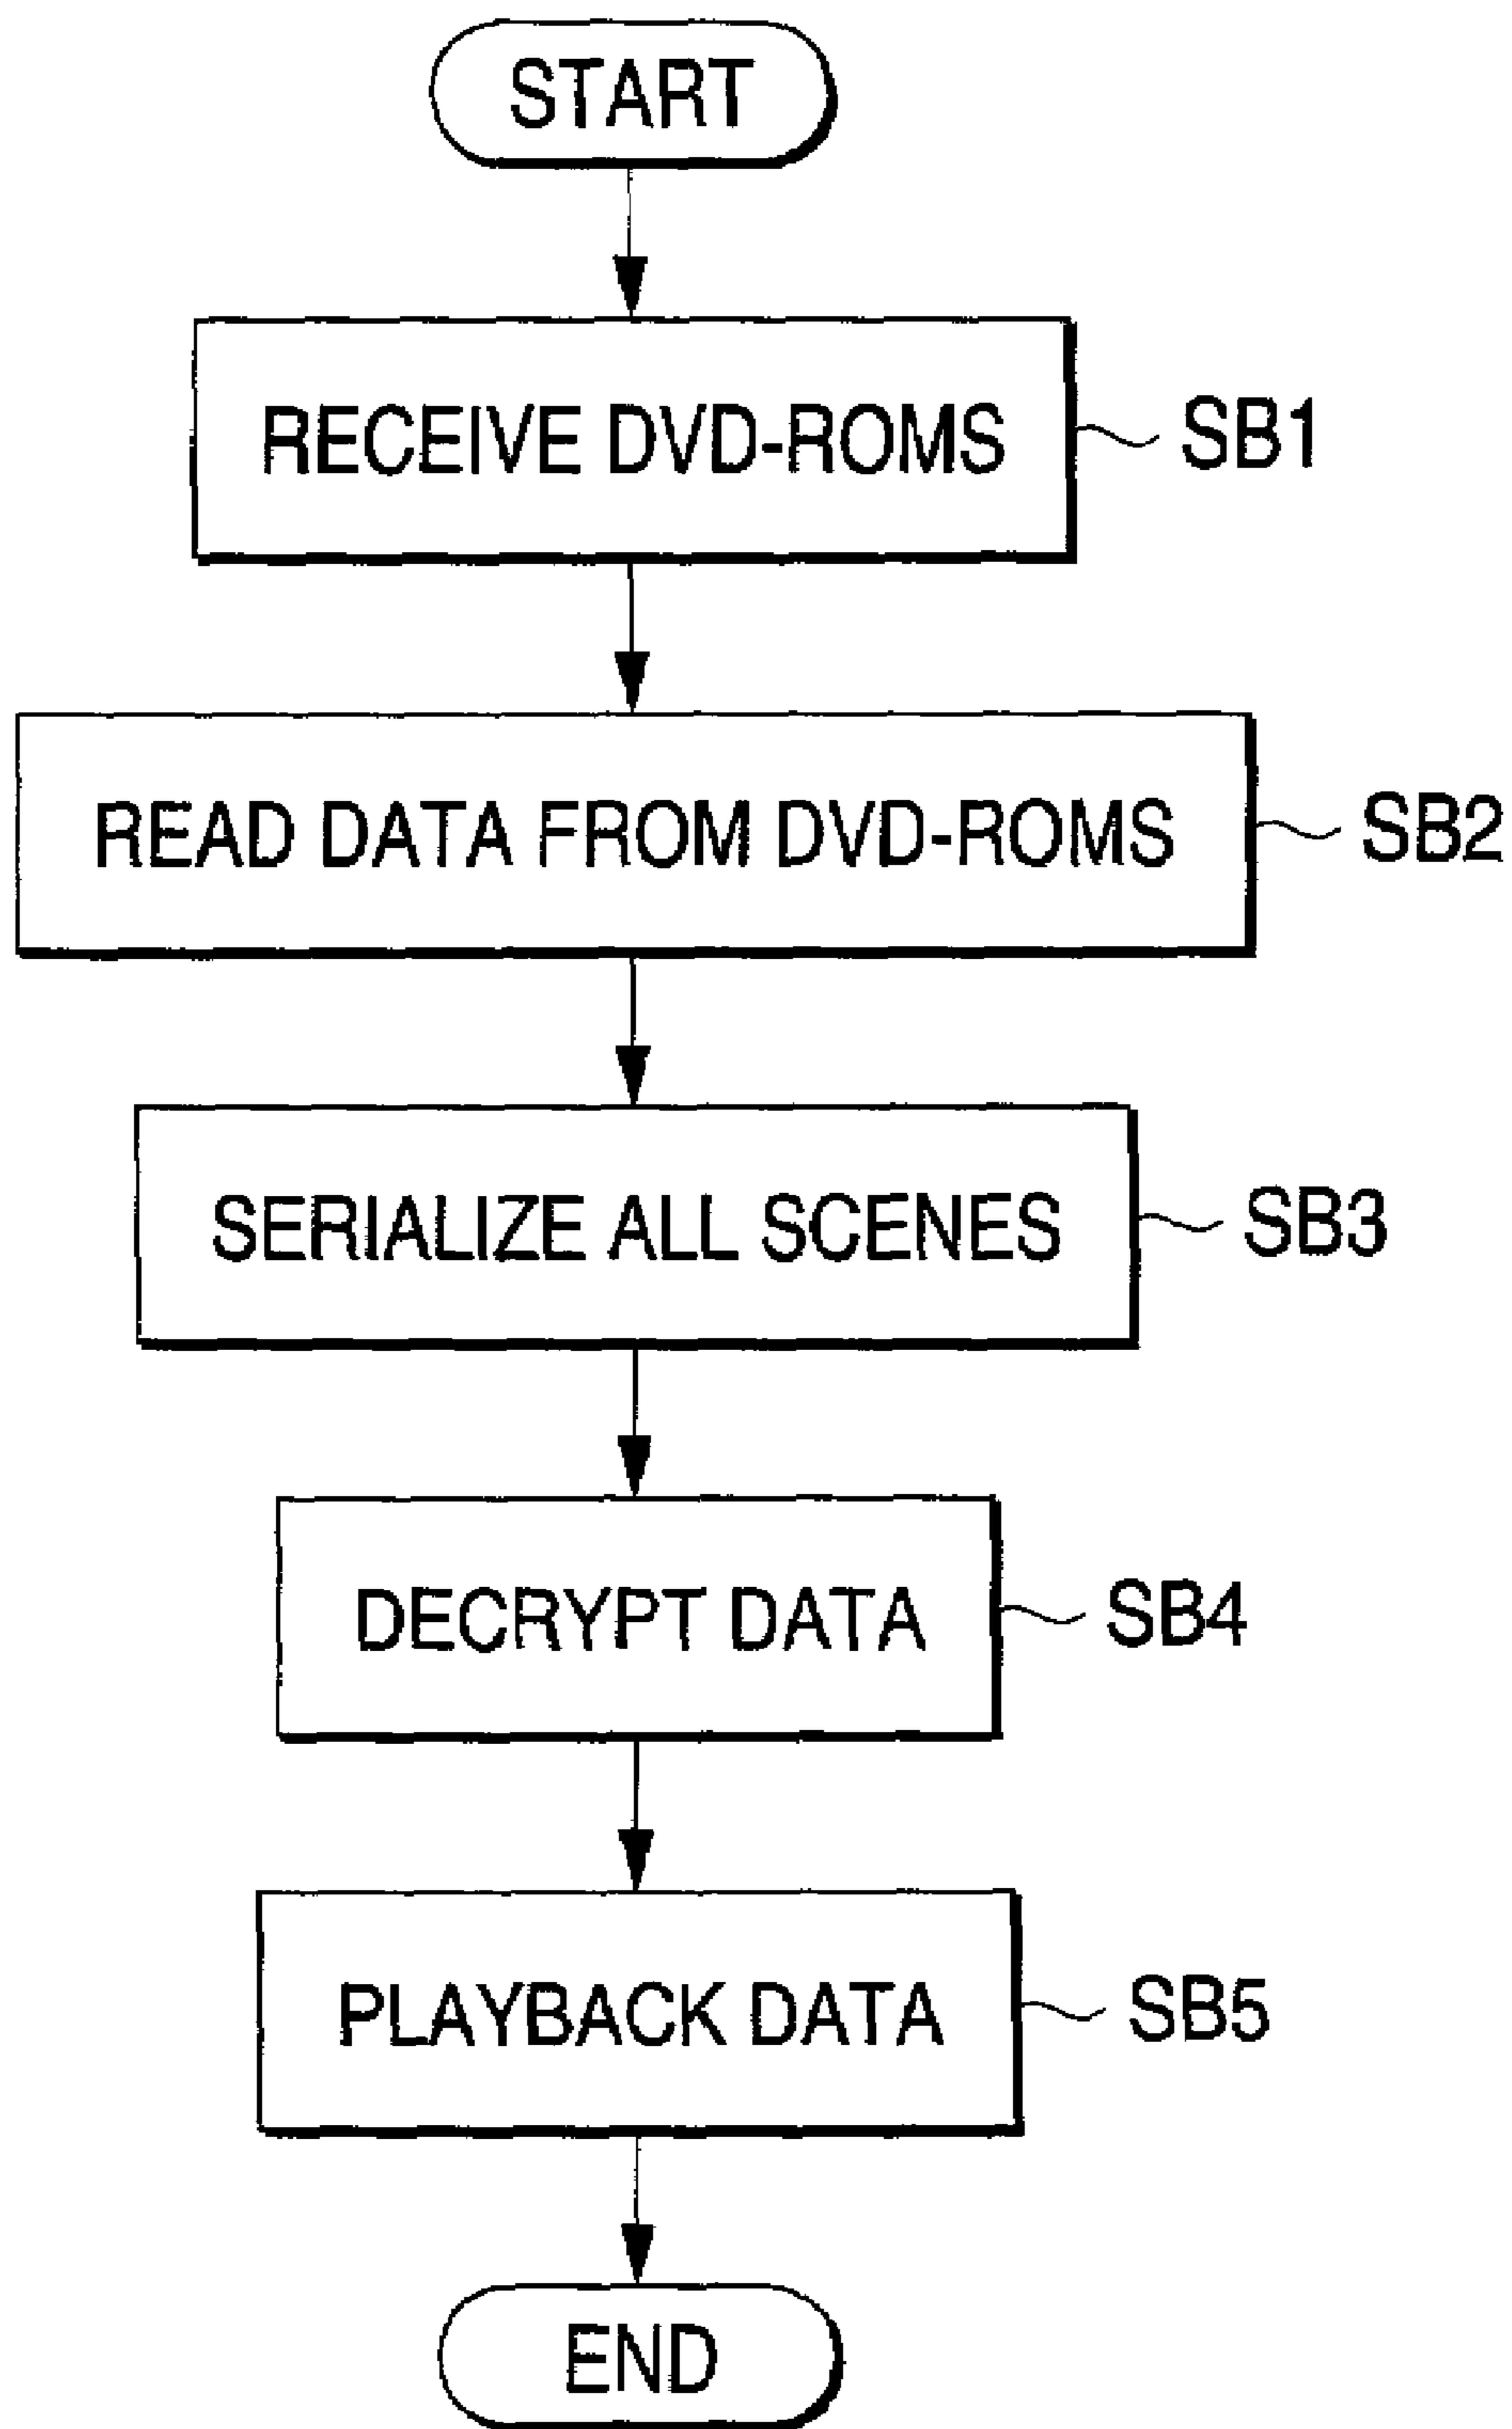 START
RECEIVE DVD-ROMS SB1
READ DATA FROM DVD-ROMS SB2
SERIALIZE ALL SCENES SB3
DECRYPT DATA SB4
PLAYBACK DATA SB5
END